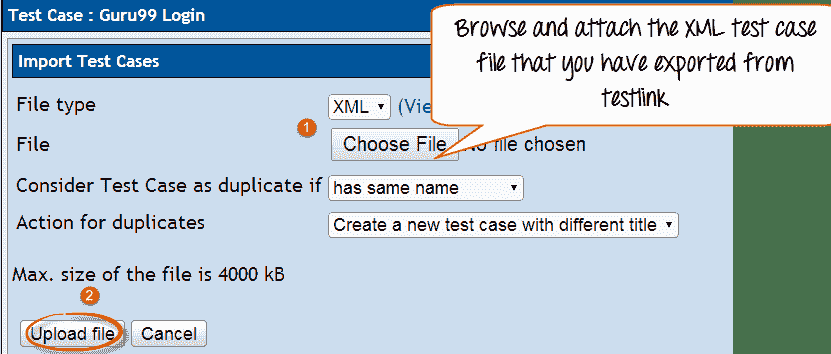 Test Case : Guru99 Login
Browse and attach the XML test case
file that you have exported from
testlink
Import Test Cases
File type XML (Vie
1
File Choose File No file chosen
Consider Test Case as duplicate if has same name
Action for duplicates Create a new test case with different title
Max. size of the file is 4000 kB
2
Upload file Cancel